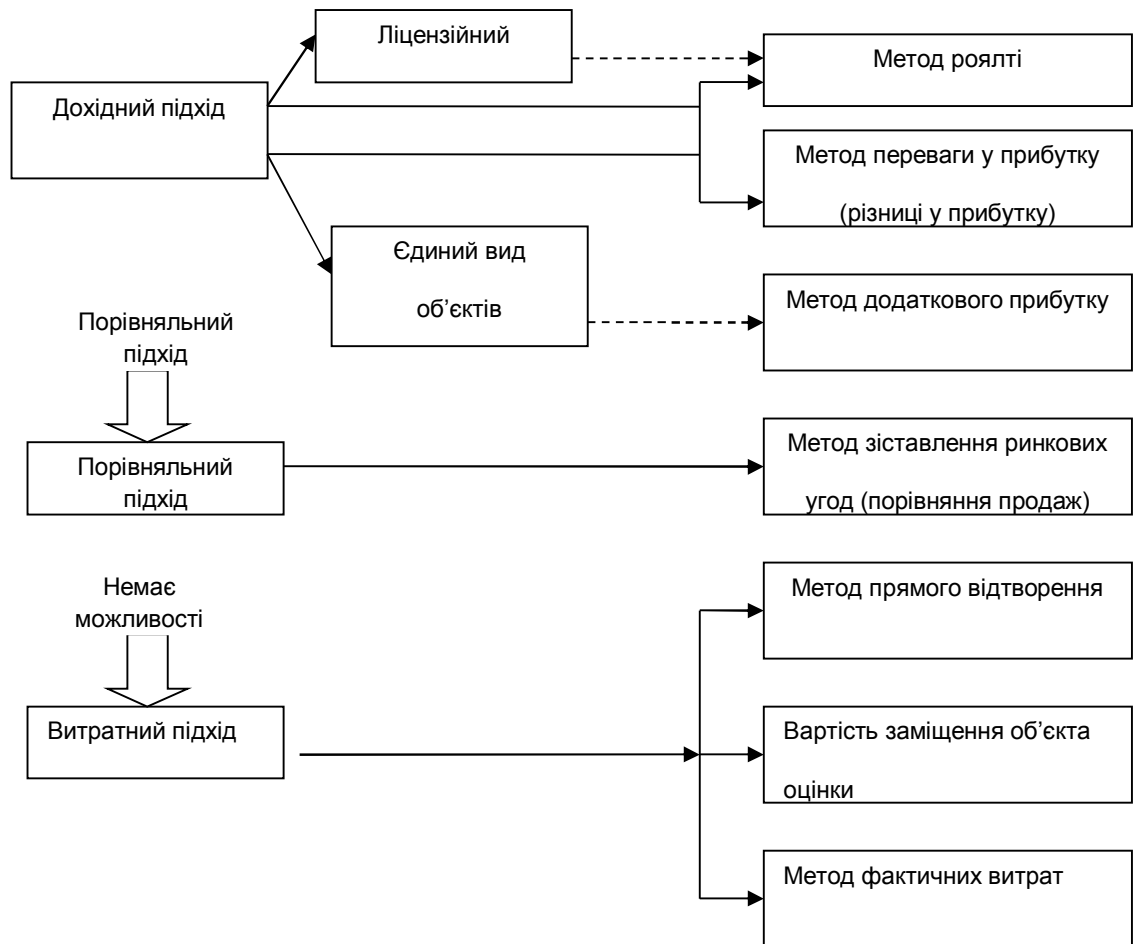 Ліцензійний
Метод роялті
Дохідний підхід
Метод переваги у прибутку
(різниці у прибутку)
Єдиний вид
об’єктів
Метод додаткового прибутку
Порівняльний
підхід
Порівняльний
підхід
Метод зіставлення ринкових
угод (порівняння продаж)
Немає
можливості
Метод прямого відтворення
Витратний підхід
Вартість заміщення об’єкта
оцінки
Метод фактичних витрат